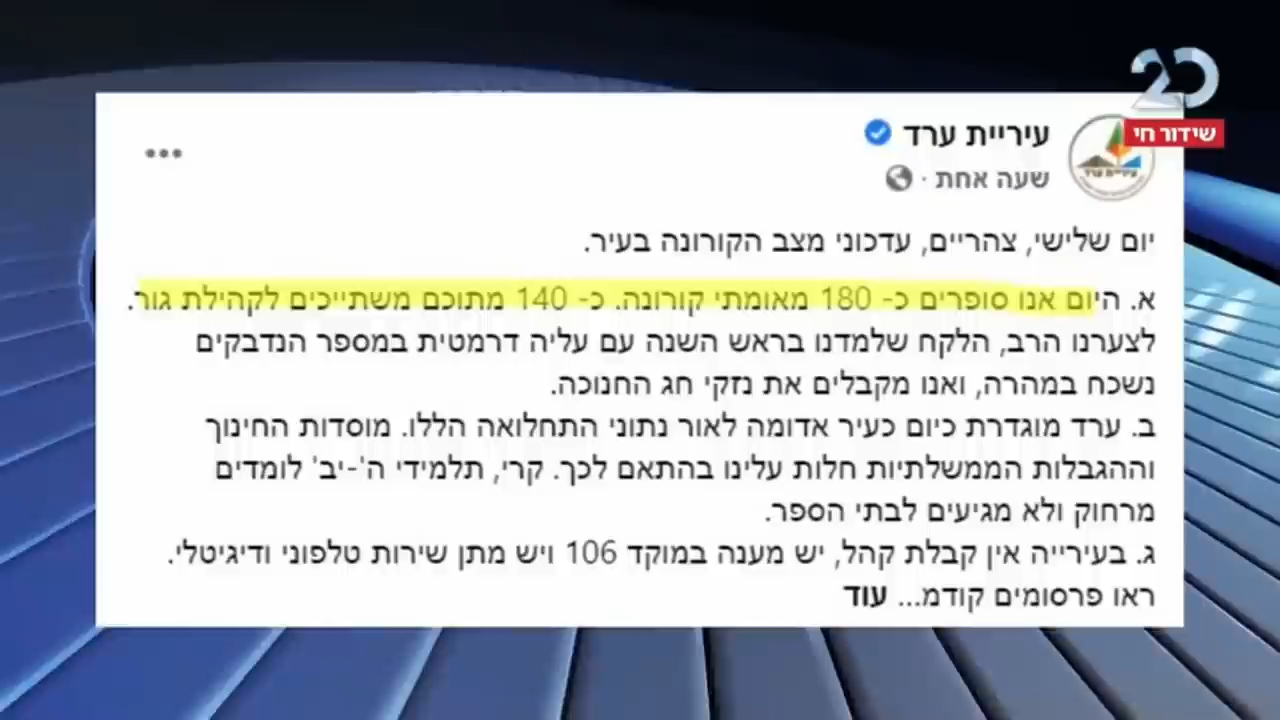 20
שידור חי
עיריית ערד
שעה אחת ·
עיריית ערד
יום שלישי, צהריים, עדכוני מצב הקורונה בעיר.
א. היום אנו סופרים כ- 180 מאומתי קורונה. כ- 140 מתוכם משתייכים לקהילת גור.
לצערנו הרב, הלקח שלמדנו בראש השנה עם עליה דרמטית במספר הנדבקים
נשכח במהרה, ואנו מקבלים את נזקי חג החנוכה.
ב. ערד מוגדרת כיום כעיר אדומה לאור נתוני התחלואה הללו. מוסדות החינוך
וההגבלות הממשלתיות חלות עלינו בהתאם לכך. קרי, תלמידי ה'-יב' לומדים
מרחוק ולא מגיעים לבתי הספר.
ג. בעירייה אין קבלת קהל, יש מענה במוקד 106 ויש מתן שירות טלפוני ודיגיטלי.
ראו פרסומים קודמ... עוד